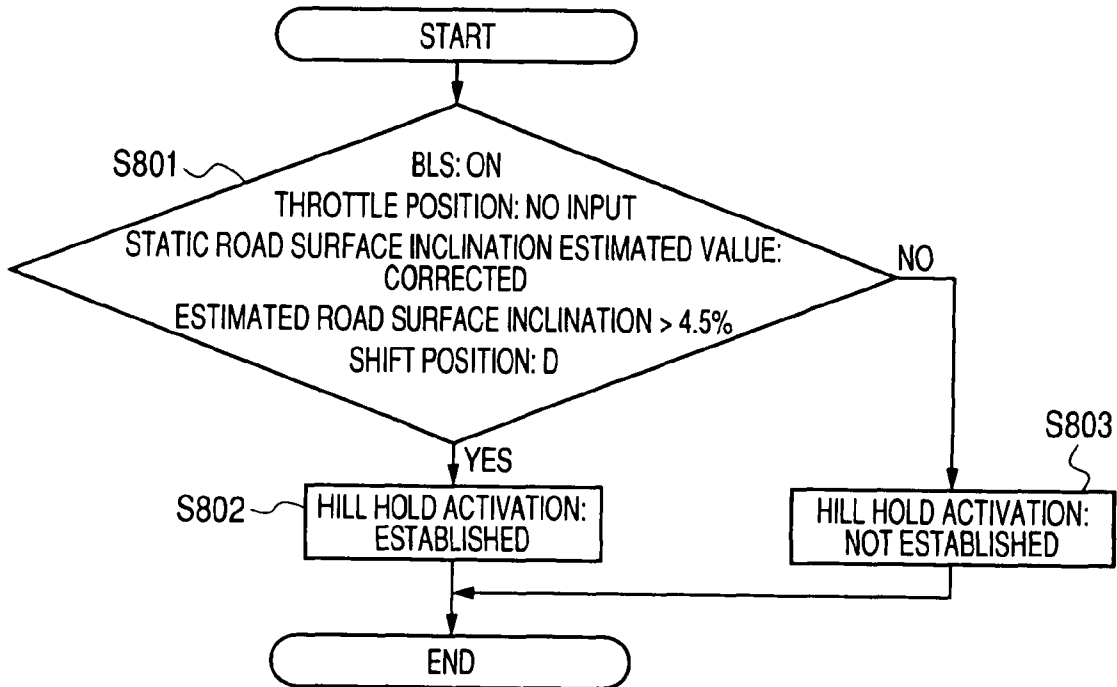 START
S801
BLS: ON
THROTTLE POSITION: NO INPUT
STATIC ROAD SURFACE INCLINATION ESTIMATED VALUE:
CORRECTED
NO
ESTIMATED ROAD SURFACE INCLINATION > 4.5%
SHIFT POSITION: D
YES
S802
HILL HOLD ACTIVATION:
ESTABLISHED
S803
HILL HOLD ACTIVATION:
NOT ESTABLISHED
END